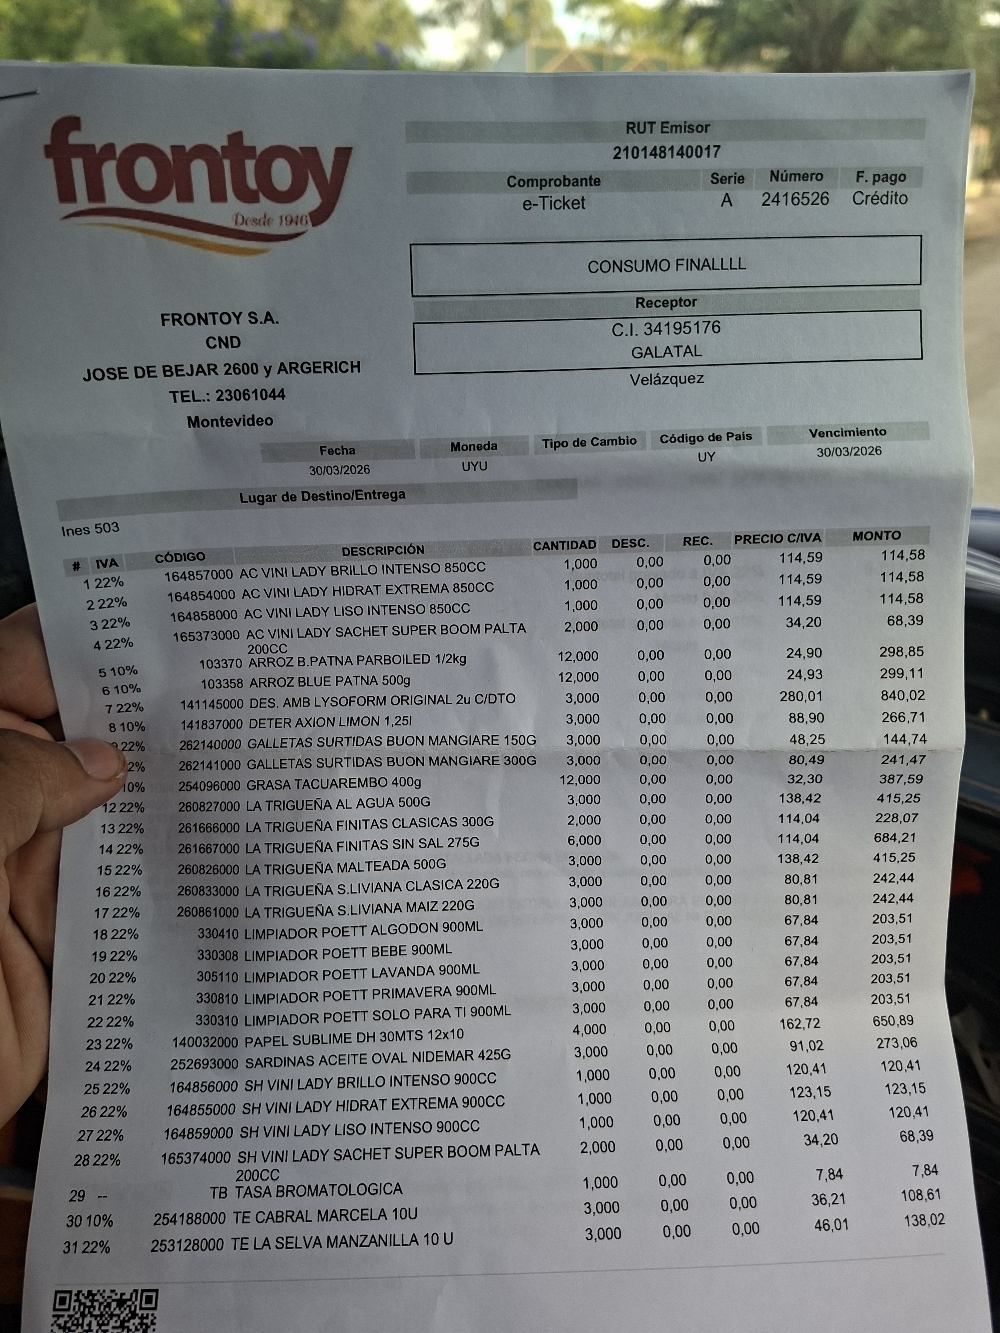 frontoy
Desde 1946
RUT Emisor
210148140017
Comprobante Serie Número F. pago
e-Ticket A 2416526 Crédito
CONSUMO FINALLLL
Receptor
C.I. 34195176
GALATAL
Velázquez
FRONTOY S.A.
CND
JOSE DE BEJAR 2600 y ARGERICH
TEL.: 23061044
Montevideo
Fecha Moneda Tipo de Cambio Código de País Vencimiento
30/03/2026 UYU UY 30/03/2026
Lugar de Destino/Entrega
Ines 503
# IVA CÓDIGO DESCRIPCIÓN CANTIDAD DESC. REC. PRECIO C/IVA MONTO
1 22% 164857000 AC VINI LADY BRILLO INTENSO 850CC 1,000 0,00 0,00 114,59 114,58
2 22% 164854000 AC VINI LADY HIDRAT EXTREMA 850CC 1,000 0,00 0,00 114,59 114,58
3 22% 164858000 AC VINI LADY LISO INTENSO 850CC 1,000 0,00 0,00 114,59 114,58
4 22% 165373000 AC VINI LADY SACHET SUPER BOOM PALTA 2,000 0,00 0,00 34,20 68,39
200CC
5 10% 103370 ARROZ B.PATNA PARBOILED 1/2kg 12,000 0,00 0,00 24,90 298,85
6 10% 103358 ARROZ BLUE PATNA 500g 12,000 0,00 0,00 24,93 299,11
7 22% 141145000 DES. AMB LYSOFORM ORIGINAL 2u C/DTO 3,000 0,00 0,00 280,01 840,02
8 10% 141837000 DETER AXION LIMON 1,25l 3,000 0,00 0,00 88,90 266,71
22% 262140000 GALLETAS SURTIDAS BUON MANGIARE 150G 3,000 0,00 0,00 48,25 144,74
2% 262141000 GALLETAS SURTIDAS BUON MANGIARE 300G 3,000 0,00 0,00 80,49 241,47
10% 254096000 GRASA TACUAREMBO 400g 12,000 0,00 0,00 32,30 387,59
12 22% 260827000 LA TRIGUEÑA AL AGUA 500G 3,000 0,00 0,00 138,42 415,25
13 22% 261666000 LA TRIGUEÑA FINITAS CLASICAS 300G 2,000 0,00 0,00 114,04 228,07
14 22% 261667000 LA TRIGUEÑA FINITAS SIN SAL 275G 6,000 0,00 0,00 114,04 684,21
15 22% 260826000 LA TRIGUEÑA MALTEADA 500G 3,000 0,00 0,00 138,42 415,25
16 22% 260833000 LA TRIGUEÑA S.LIVIANA CLASICA 220G 3,000 0,00 0,00 80,81 242,44
17 22% 260861000 LA TRIGUEÑA S.LIVIANA MAIZ 220G 3,000 0,00 0,00 80,81 242,44
18 22% 330410 LIMPIADOR POETT ALGODON 900ML 3,000 0,00 0,00 67,84 203,51
19 22% 330308 LIMPIADOR POETT BEBE 900ML 3,000 0,00 0,00 67,84 203,51
20 22% 305110 LIMPIADOR POETT LAVANDA 900ML 3,000 0,00 0,00 67,84 203,51
21 22% 330810 LIMPIADOR POETT PRIMAVERA 900ML 3,000 0,00 0,00 67,84 203,51
22 22% 330310 LIMPIADOR POETT SOLO PARA TI 900ML 3,000 0,00 0,00 67,84 203,51
23 22% 140032000 PAPEL SUBLIME DH 30MTS 12x10 4,000 0,00 0,00 162,72 650,89
24 22% 252693000 SARDINAS ACEITE OVAL NIDEMAR 425G 3,000 0,00 0,00 91,02 273,06
25 22% 164856000 SH VINI LADY BRILLO INTENSO 900CC 1,000 0,00 0,00 120,41 120,41
26 22% 164855000 SH VINI LADY HIDRAT EXTREMA 900CC 1,000 0,00 0,00 123,15 123,15
27 22% 164859000 SH VINI LADY LISO INTENSO 900CC 1,000 0,00 0,00 120,41 120,41
28 22% 165374000 SH VINI LADY SACHET SUPER BOOM PALTA 2,000 0,00 0,00 34,20 68,39
200CC
29 -- TB TASA BROMATOLOGICA 1,000 0,00 0,00 7,84 7,84
30 10% 254188000 TE CABRAL MARCELA 10U 3,000 0,00 0,00 36,21 108,61
31 22% 253128000 TE LA SELVA MANZANILLA 10 U 3,000 0,00 0,00 46,01 138,02